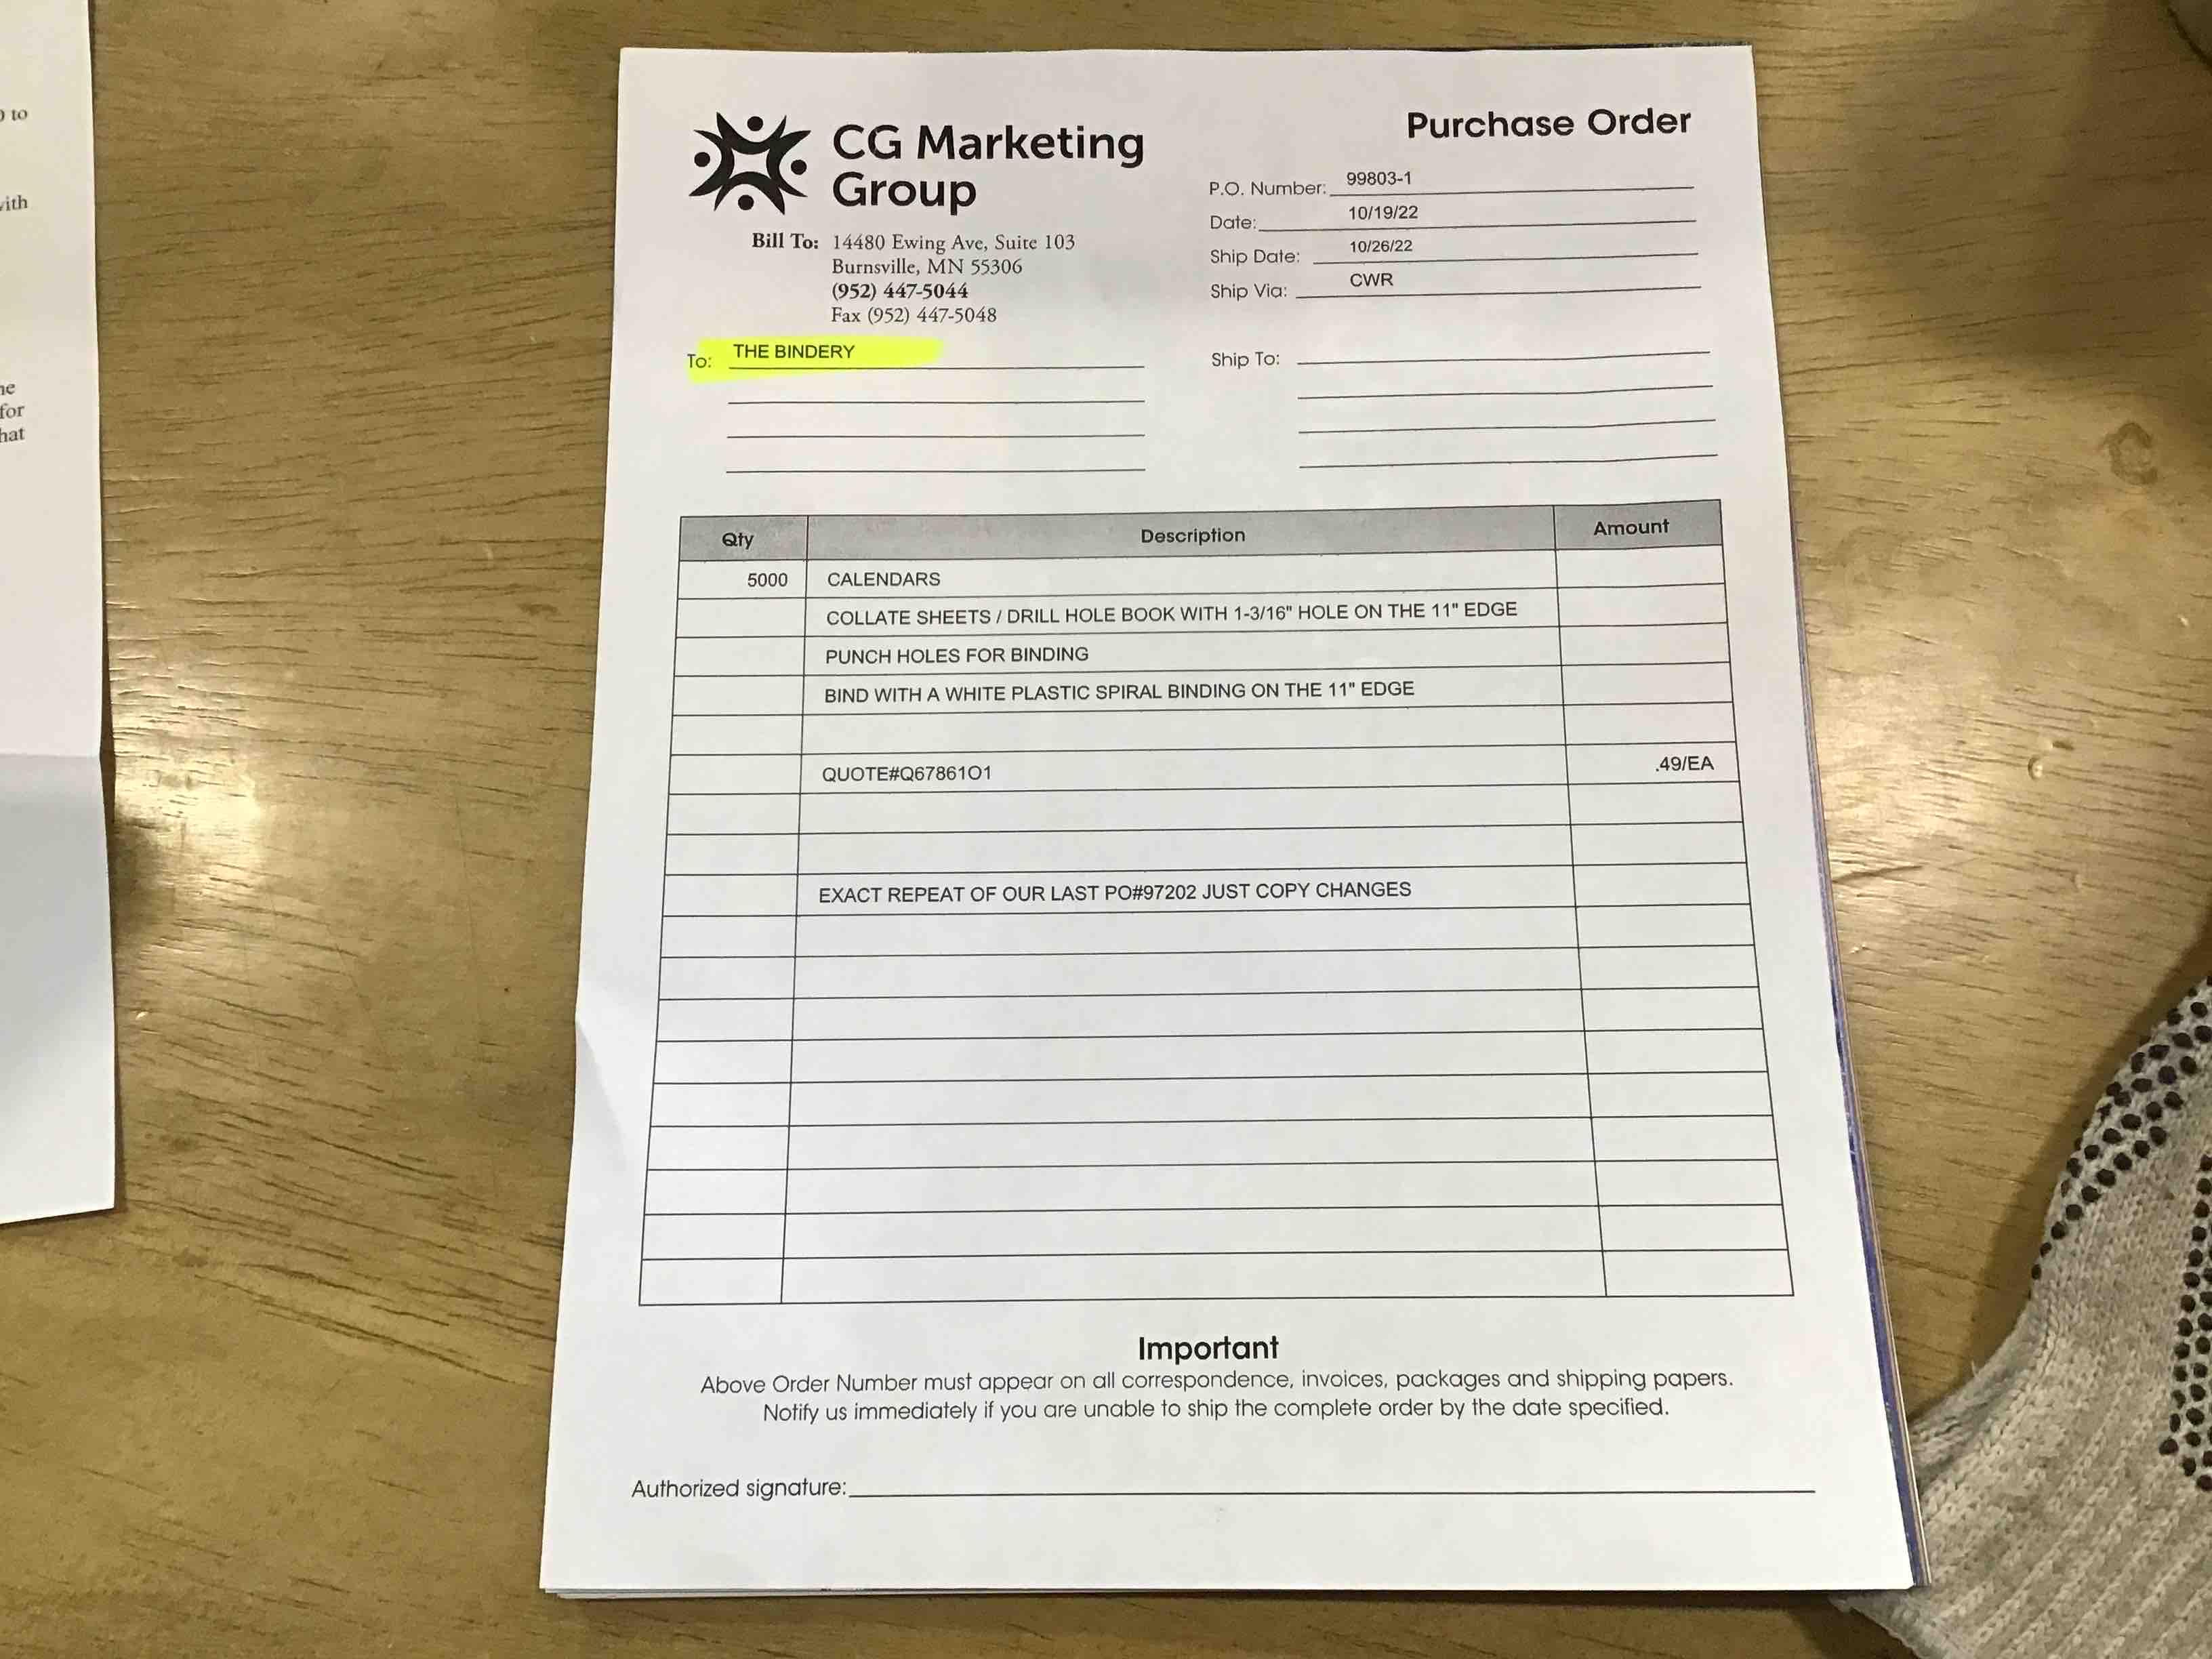 ) to
with
he
for
hat
CG Marketing
Group
Purchase Order
P.O. Number: 99803-1
Date: 10/19/22
Ship Date: 10/26/22
Ship Via: CWR
Bill To: 14480 Ewing Ave, Suite 103
Burnsville, MN 55306
(952) 447-5044
Fax (952) 447-5048
To: THE BINDERY
Ship To:
Qty Description Amount
5000 CALENDARS
COLLATE SHEETS / DRILL HOLE BOOK WITH 1-3/16" HOLE ON THE 11" EDGE
PUNCH HOLES FOR BINDING
BIND WITH A WHITE PLASTIC SPIRAL BINDING ON THE 11" EDGE
QUOTE#Q67861O1 .49/EA
EXACT REPEAT OF OUR LAST PO#97202 JUST COPY CHANGES
Important
Above Order Number must appear on all correspondence, invoices, packages and shipping papers.
Notify us immediately if you are unable to ship the complete order by the date specified.
Authorized signature: